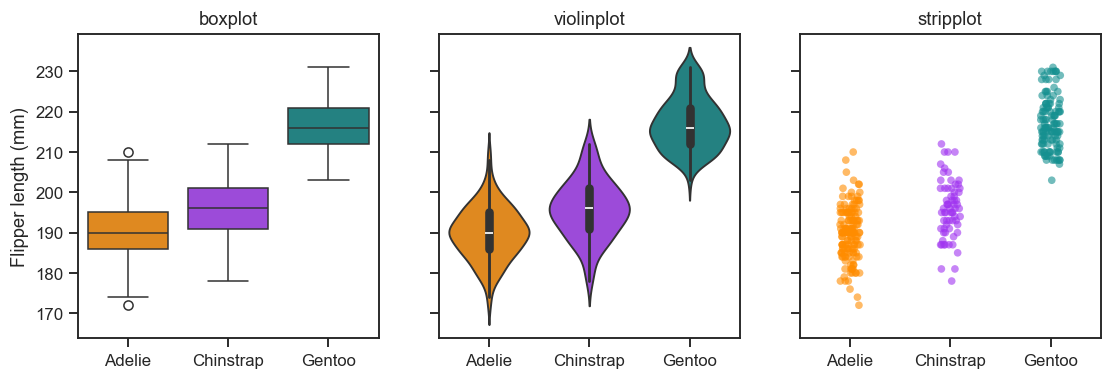 boxplot
violinplot
stripplot
Flipper length (mm)
230
220
210
200
190
180
170
Adelie
Chinstrap
Gentoo
Adelie
Chinstrap
Gentoo
Adelie
Chinstrap
Gentoo